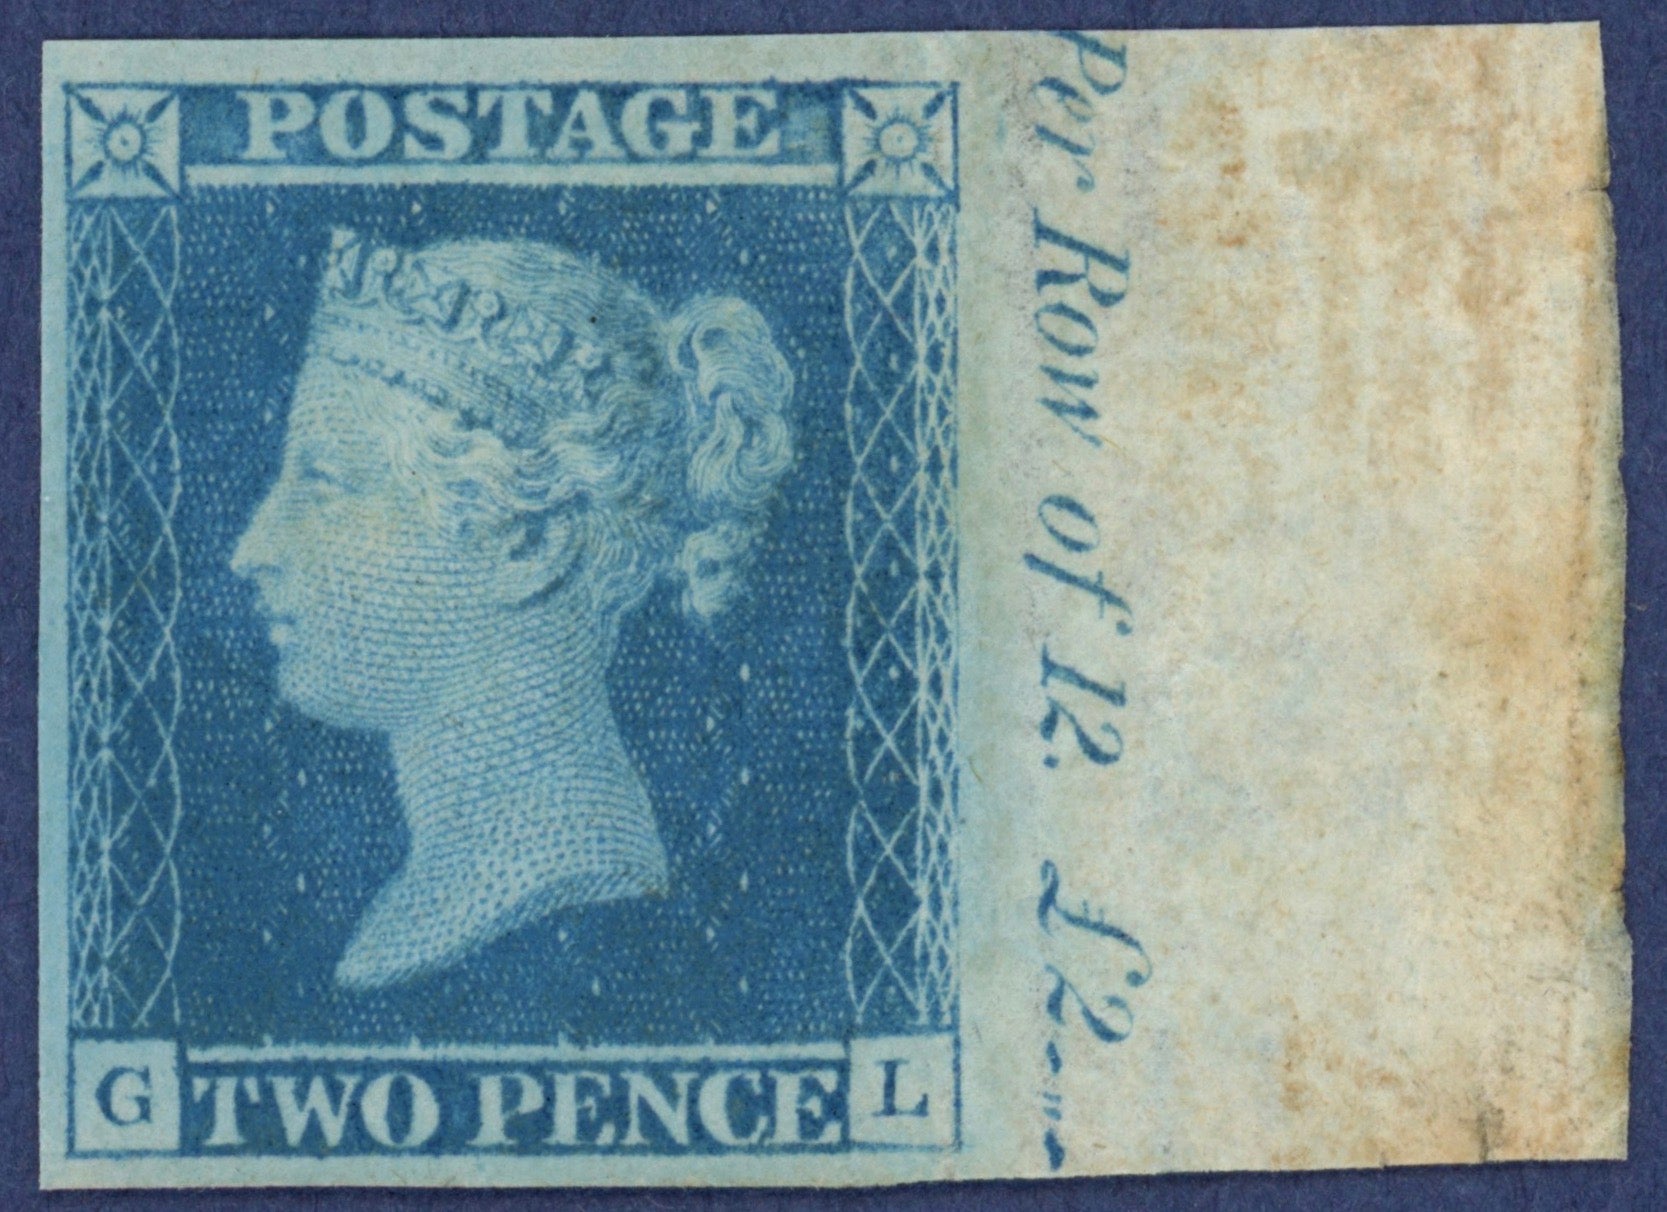 POSTAGE
G TWO PENCE L
Per Row of 12. £2